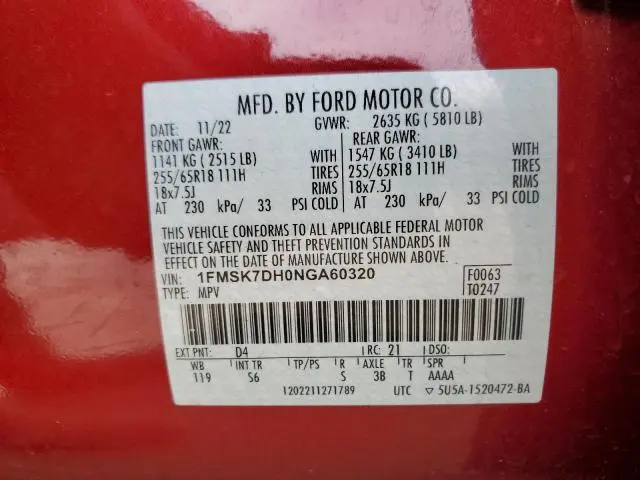 MFD. BY FORD MOTOR CO.
DATE: 11/22 GVWR: 2635 KG ( 5810 LB)
FRONT GAWR: REAR GAWR:
1141 KG ( 2515 LB) WITH 1547 KG ( 3410 LB) WITH
255/65R18 111H TIRES 255/65R18 111H TIRES
18x7.5J RIMS 18x7.5J RIMS
AT 230 kPa/ 33 PSI COLD AT 230 kPa/ 33 PSI COLD
THIS VEHICLE CONFORMS TO ALL APPLICABLE FEDERAL MOTOR
VEHICLE SAFETY AND THEFT PREVENTION STANDARDS IN
EFFECT ON THE DATE OF MANUFACTURE SHOWN ABOVE.
VIN: 1FMSK7DH0NGA60320 F0063
TYPE: MPV T0247
EXT PNT: D4 RC: 21 DSO:
WB INT TR TP/PS R AXLE TR SPR
119 S6 S 3B T AAAA
1202211271789 UTC ▽ 5U5A-1520472-BA